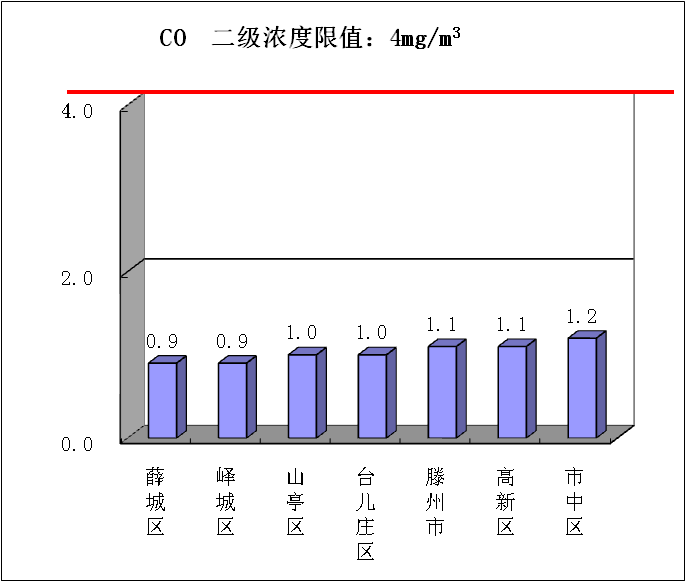 CO 二级浓度限值：4mg/m³
4.0
2.0
0.0
0.9
0.9
1.0
1.0
1.1
1.1
1.2
薛城区
峄城区
山亭区
台儿庄区
滕州市
高新区
市中区